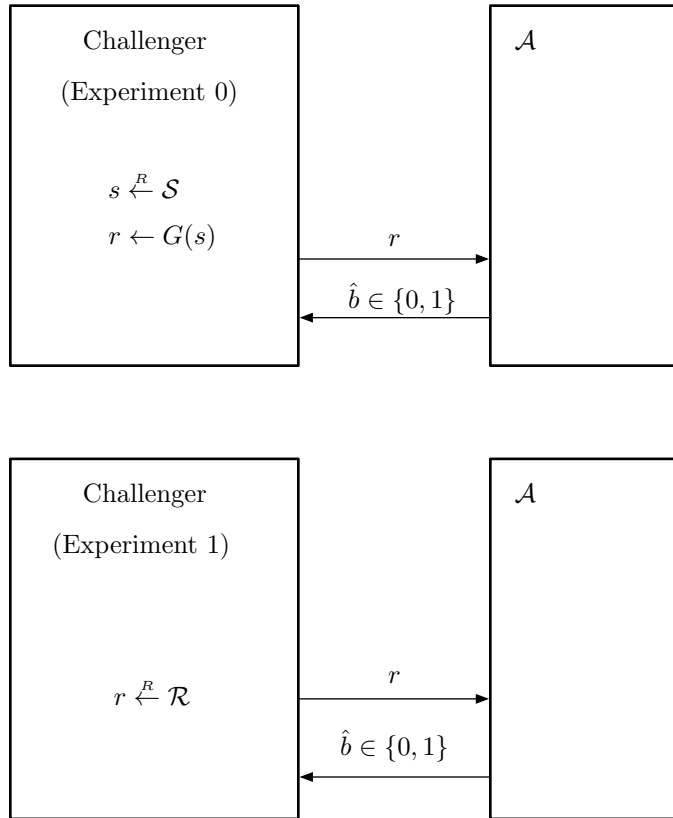 Challenger
(Experiment 0)
𝒜
s ←ᴿ 𝒮
r ← G(s)
r
b̂ ∈ {0, 1}
Challenger
(Experiment 1)
𝒜
r ←ᴿ ℛ
r
b̂ ∈ {0, 1}